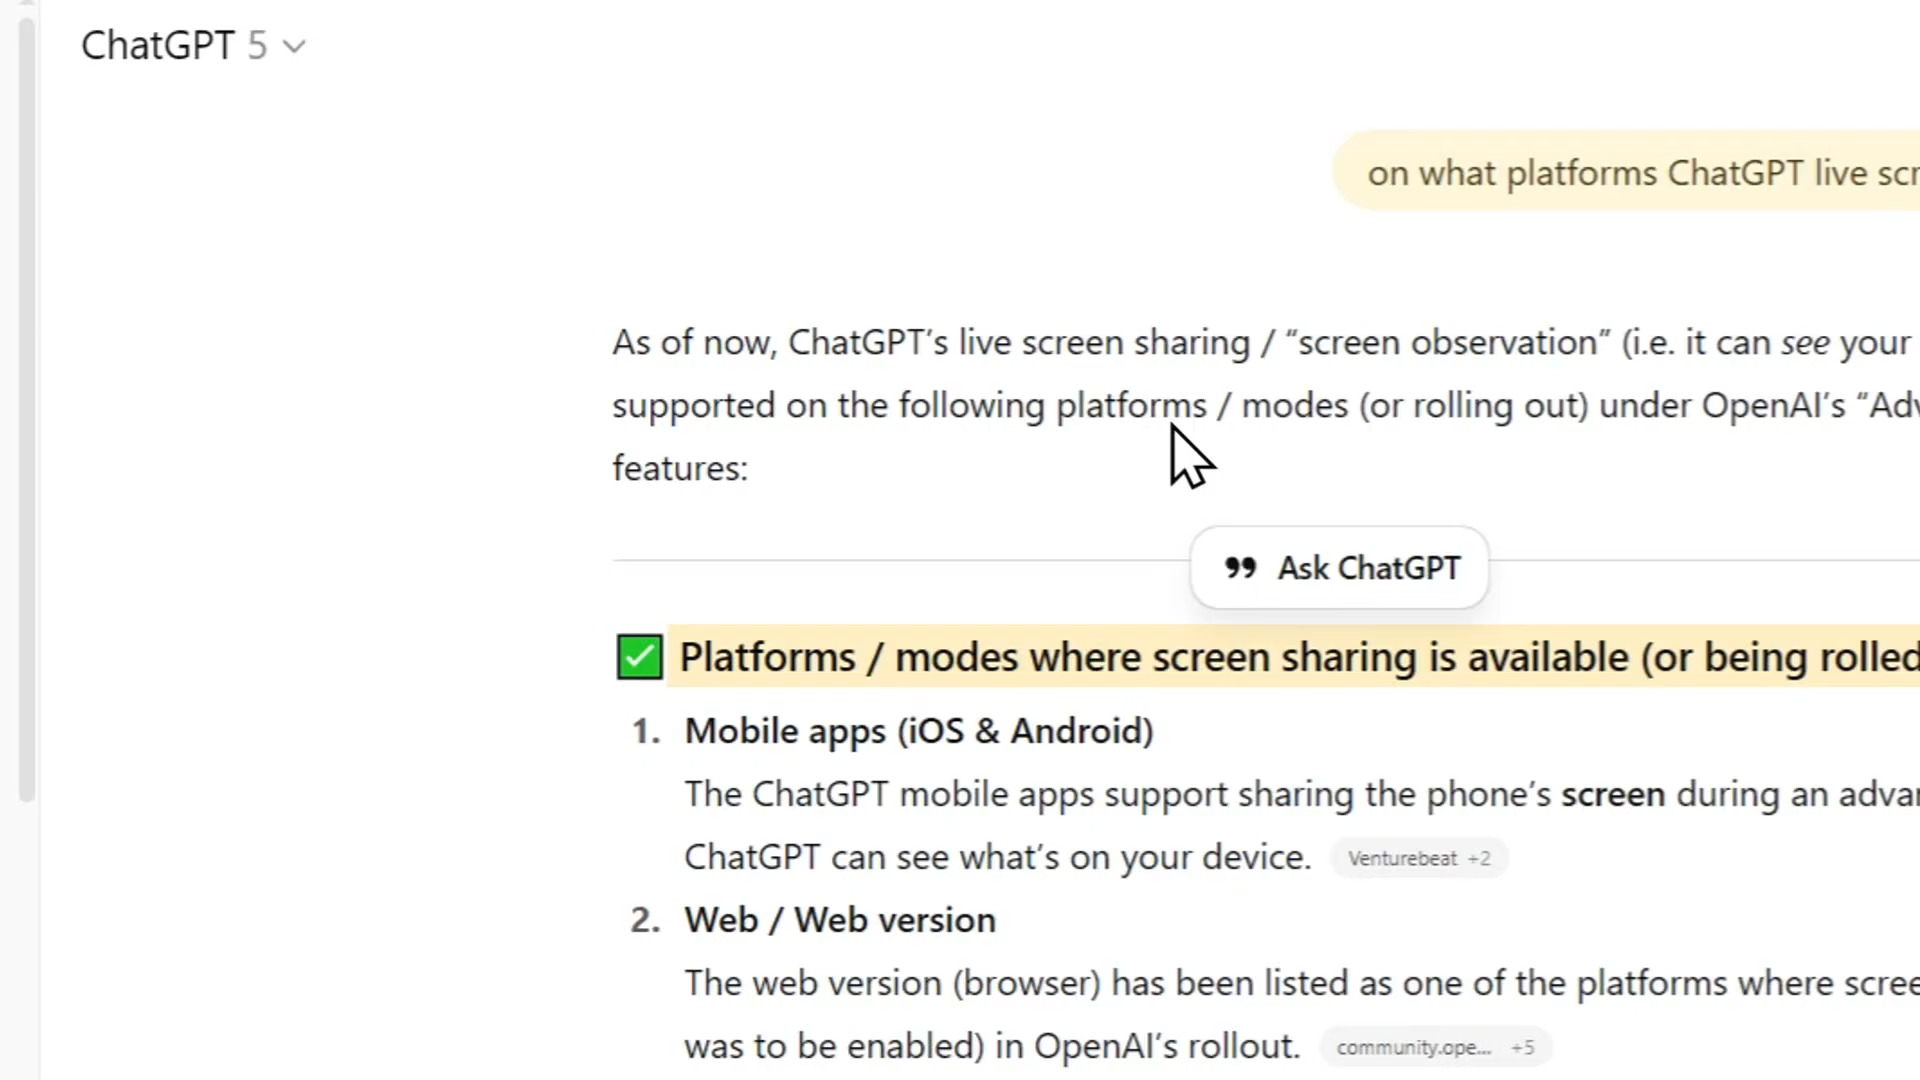 ChatGPT 5
on what platforms ChatGPT live scr
As of now, ChatGPT’s live screen sharing / “screen observation” (i.e. it can see your
supported on the following platforms / modes (or rolling out) under OpenAI’s “Adv
features:
Ask ChatGPT
✅ Platforms / modes where screen sharing is available (or being rolled
1. Mobile apps (iOS & Android)
The ChatGPT mobile apps support sharing the phone’s screen during an advan
ChatGPT can see what’s on your device. Venturebeat +2
2. Web / Web version
The web version (browser) has been listed as one of the platforms where scree
was to be enabled) in OpenAI’s rollout. community.ope... +5